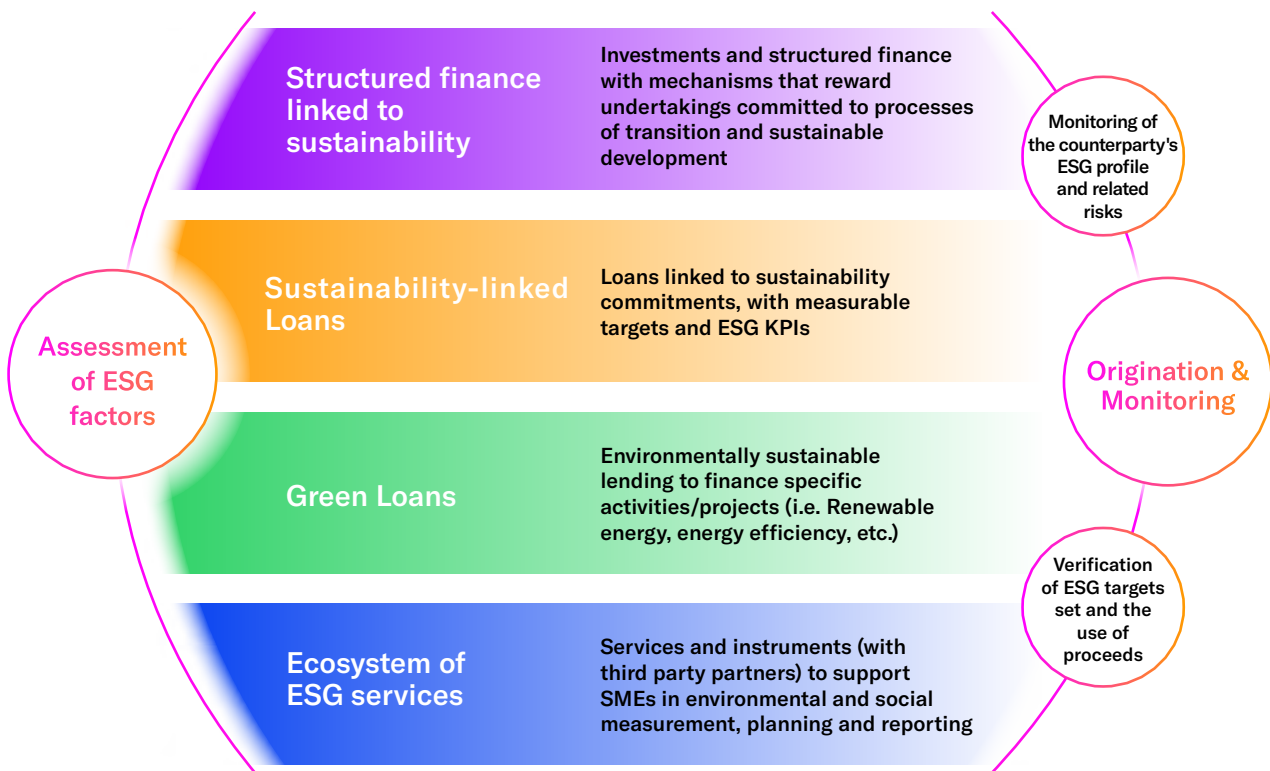 Structured finance
linked to
sustainability
Investments and structured finance
with mechanisms that reward
undertakings committed to processes
of transition and sustainable
development
Monitoring of
the counterparty's
ESG profile
and related
risks
Sustainability-linked
Loans
Loans linked to sustainability
commitments, with measurable
targets and ESG KPIs
Assessment
of ESG
factors
Origination &
Monitoring
Green Loans
Environmentally sustainable
lending to finance specific
activities/projects (i.e. Renewable
energy, energy efficiency, etc.)
Verification
of ESG targets
set and the
use of
proceeds
Ecosystem of
ESG services
Services and instruments (with
third party partners) to support
SMEs in environmental and social
measurement, planning and reporting